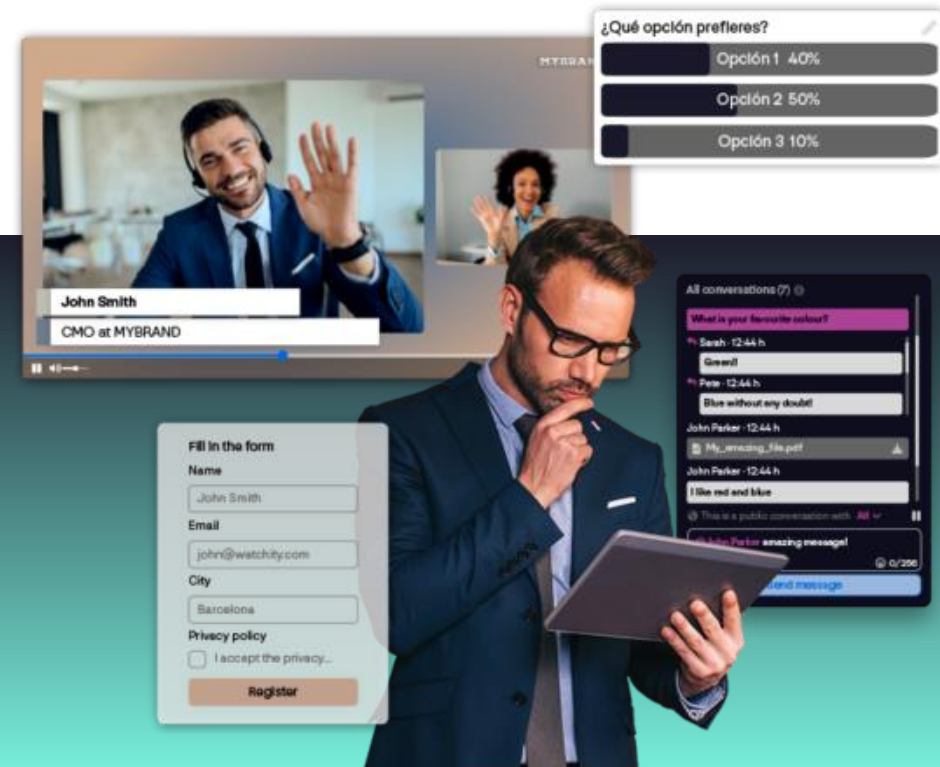 ¿Qué opción prefieres?
Opción 1 40%
Opción 2 50%
Opción 3 10%
John Smith
CMO at MYBRAND
All conversations (7)
What is your favourite colour?
Sarah · 12:44 h
Green!!
Pete · 12:44 h
Blue without any doubt!
John Parker · 12:44 h
My_amazing_file.pdf
John Parker · 12:44 h
I like red and blue
This is a public conversation with All
John Parker amazing message!
0/256
send message
Fill in the form
Name
John Smith
Email
john@watchity.com
City
Barcelona
Privacy policy
I accept the privacy...
Register